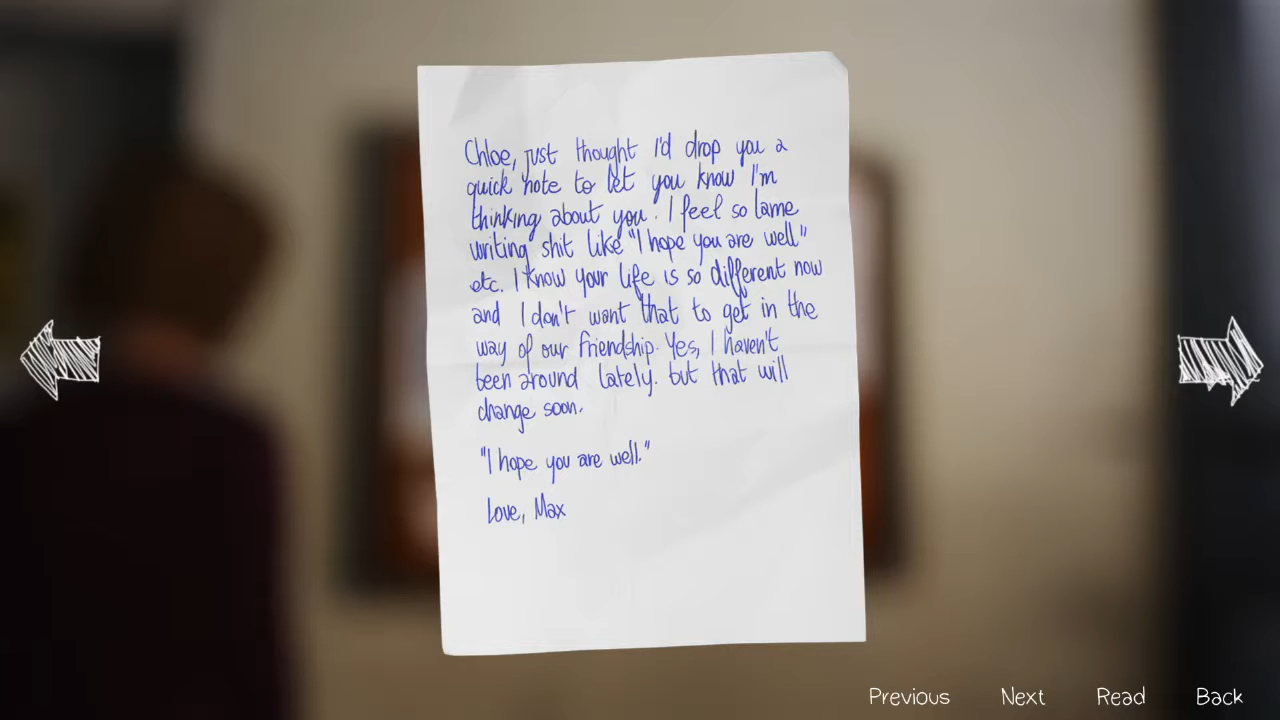 Chloe, just thought I'd drop you a
quick note to let you know I'm
thinking about you. I feel so lame
writing shit like "I hope you are well"
etc. I know your life is so different now
and I don't want that to get in the
way of our friendship. Yes, I haven't
been around lately. but that will
change soon.
"I hope you are well."
Love, Max
Previous Next Read Back